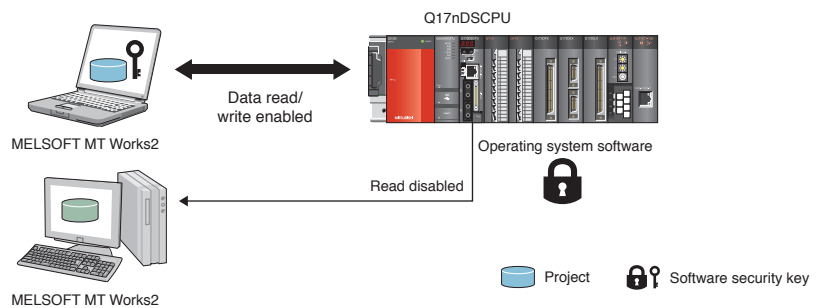 Q17nDSCPU
Data read/
write enabled
MELSOFT MT Works2
Operating system software
Read disabled
MELSOFT MT Works2
Project
Software security key